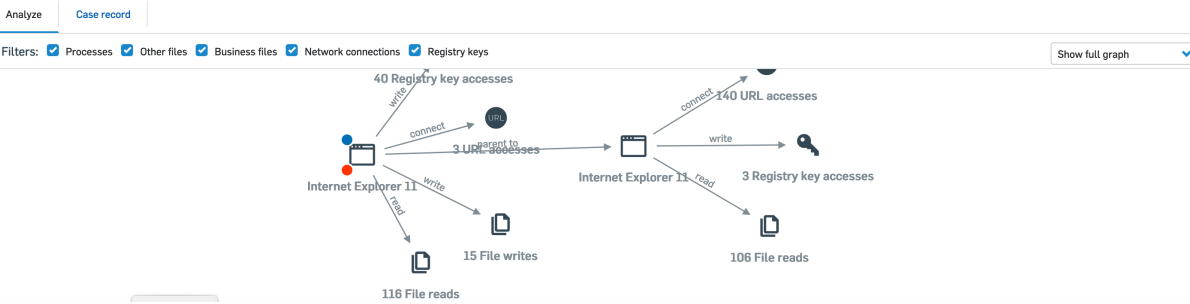 Analyze
Case record
Filters: Processes Other files Business files Network connections Registry keys
Show full graph
40 Registry key accesses
write
connect
URL
3 URL accesses
parent to
Internet Explorer 11
write
read
15 File writes
116 File reads
Internet Explorer 11
connect
140 URL accesses
write
3 Registry key accesses
read
106 File reads